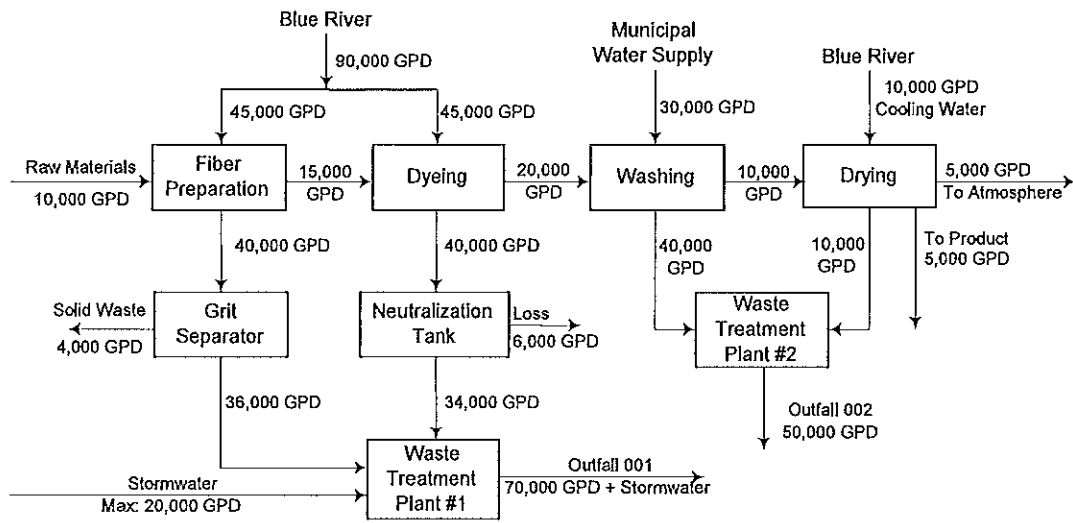 Blue River
90,000 GPD
Municipal
Water Supply
Blue River
45,000 GPD
45,000 GPD
30,000 GPD
10,000 GPD
Cooling Water
Raw Materials
10,000 GPD
Fiber
Preparation
15,000
GPD
Dyeing
20,000
GPD
Washing
10,000
GPD
Drying
5,000 GPD
To Atmosphere
40,000 GPD
40,000 GPD
40,000
GPD
10,000
GPD
To Product
5,000 GPD
Solid Waste
4,000 GPD
Grit
Separator
Neutralization
Tank
Loss
6,000 GPD
Waste
Treatment
Plant #2
36,000 GPD
34,000 GPD
Outfall 002
50,000 GPD
Stormwater
Max: 20,000 GPD
Waste
Treatment
Plant #1
Outfall 001
70,000 GPD + Stormwater